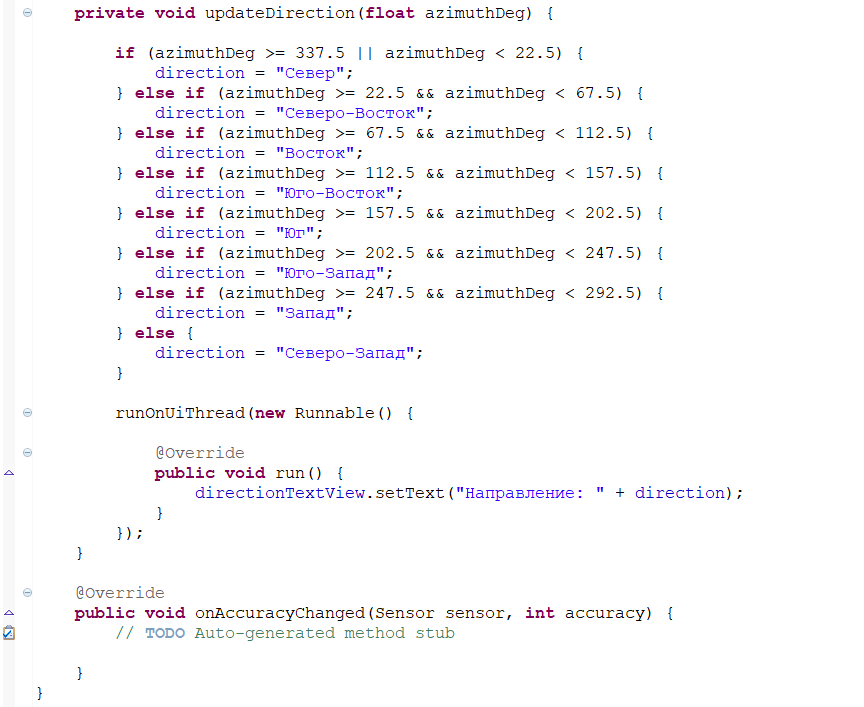 private void updateDirection(float azimuthDeg) {
if (azimuthDeg >= 337.5 || azimuthDeg < 22.5) {
direction = "Север";
} else if (azimuthDeg >= 22.5 && azimuthDeg < 67.5) {
direction = "Северо-Восток";
} else if (azimuthDeg >= 67.5 && azimuthDeg < 112.5) {
direction = "Восток";
} else if (azimuthDeg >= 112.5 && azimuthDeg < 157.5) {
direction = "Юго-Восток";
} else if (azimuthDeg >= 157.5 && azimuthDeg < 202.5) {
direction = "Юг";
} else if (azimuthDeg >= 202.5 && azimuthDeg < 247.5) {
direction = "Юго-Запад";
} else if (azimuthDeg >= 247.5 && azimuthDeg < 292.5) {
direction = "Запад";
} else {
direction = "Северо-Запад";
}
runOnUiThread(new Runnable() {
@Override
public void run() {
directionTextView.setText("Направление: " + direction);
}
});
}
@Override
public void onAccuracyChanged(Sensor sensor, int accuracy) {
// TODO Auto-generated method stub
}
}